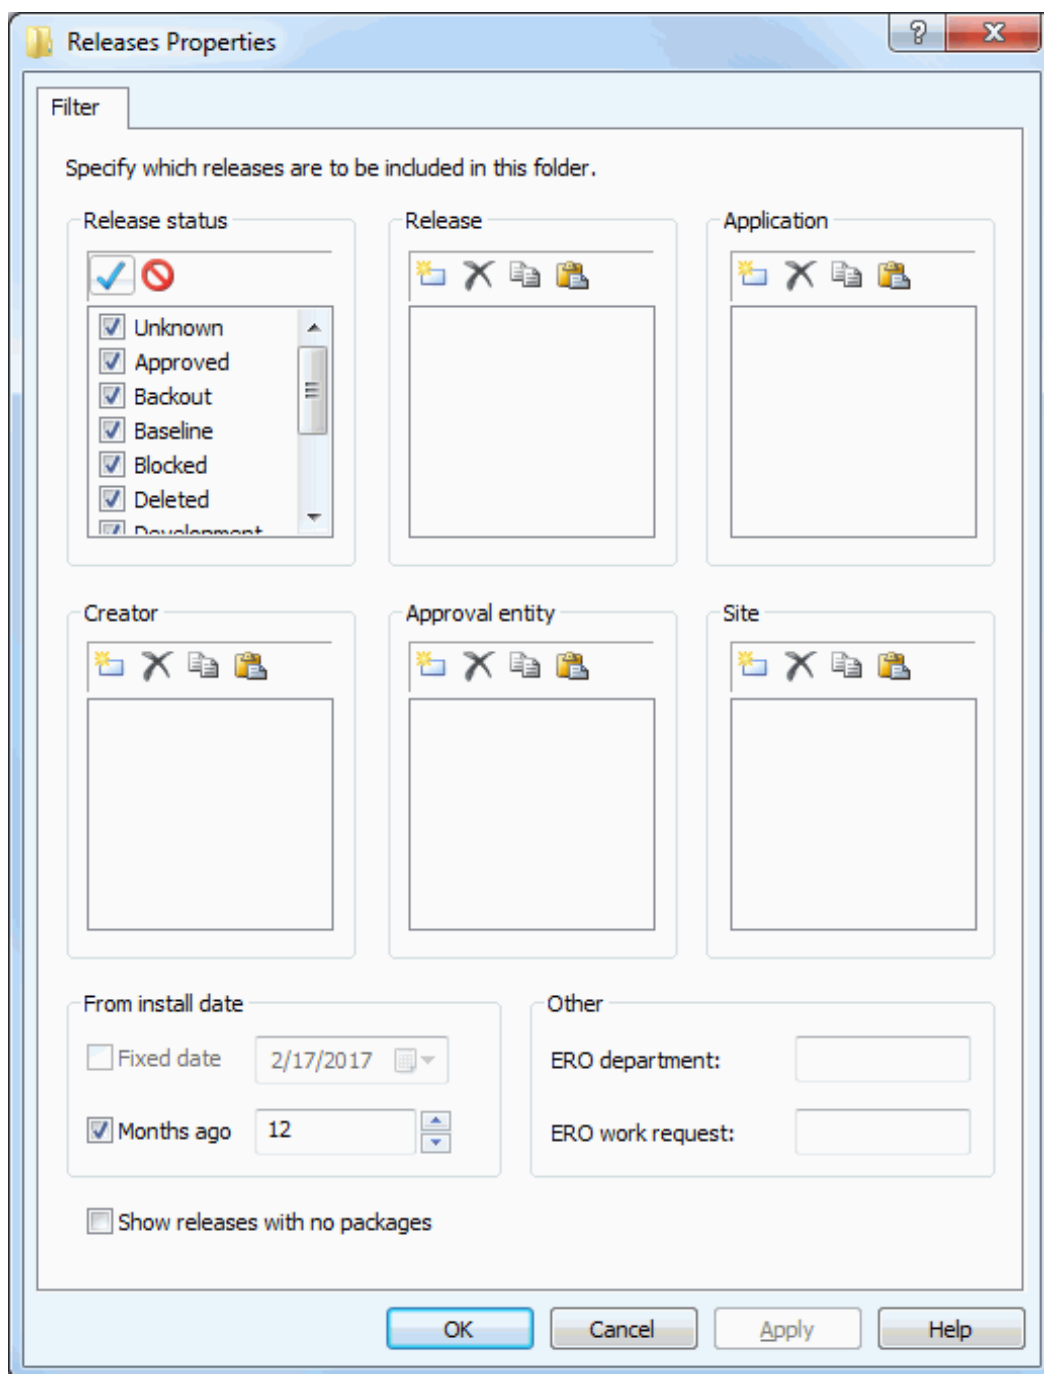 Releases Properties
Filter
Specify which releases are to be included in this folder.
Release status
Release
Application
Unknown
Approved
Backout
Baseline
Blocked
Deleted
Development
Creator
Approval entity
Site
From install date
Other
Fixed date
2/17/2017
ERO department:
Months ago
12
ERO work request:
Show releases with no packages
OK
Cancel
Apply
Help